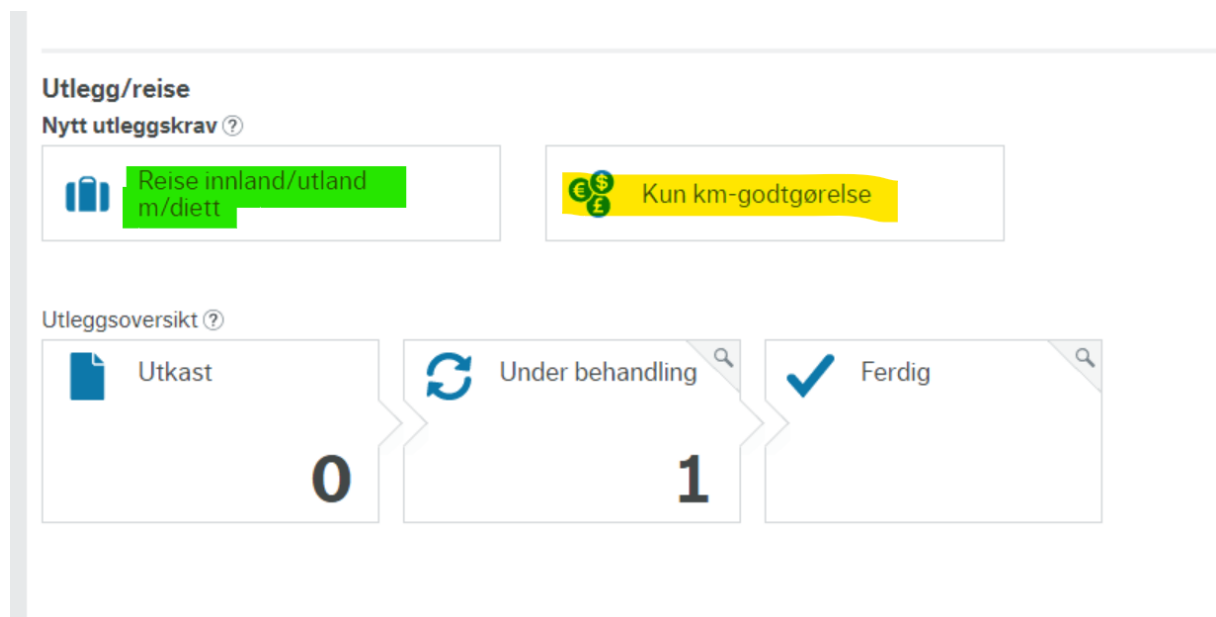 Utlegg/reise
Nytt utleggskrav ?
Reise innland/utland
m/diett
€ $ £
Kun km-godtgørelse
Utleggsoversikt ?
Utkast
0
Under behandling
1
Ferdig